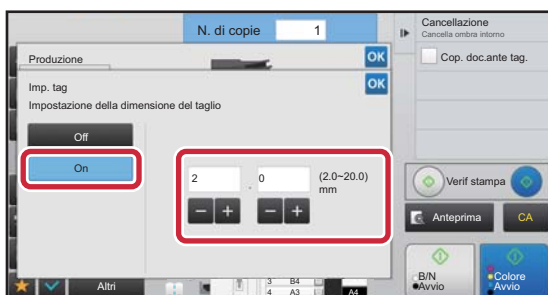 N. di copie 1
Produzione
OK
Imp. tag
OK
Impostazione della dimensione del taglio
Off
On
2 . 0 (2.0~20.0)
mm
− + − +
Altri
3 B4
4 A3
A4
Cancellazione
Cancella ombra intorno
Cop. doc.ante tag.
Verif stampa
Anteprima
CA
B/N
Avvio
Colore
Avvio